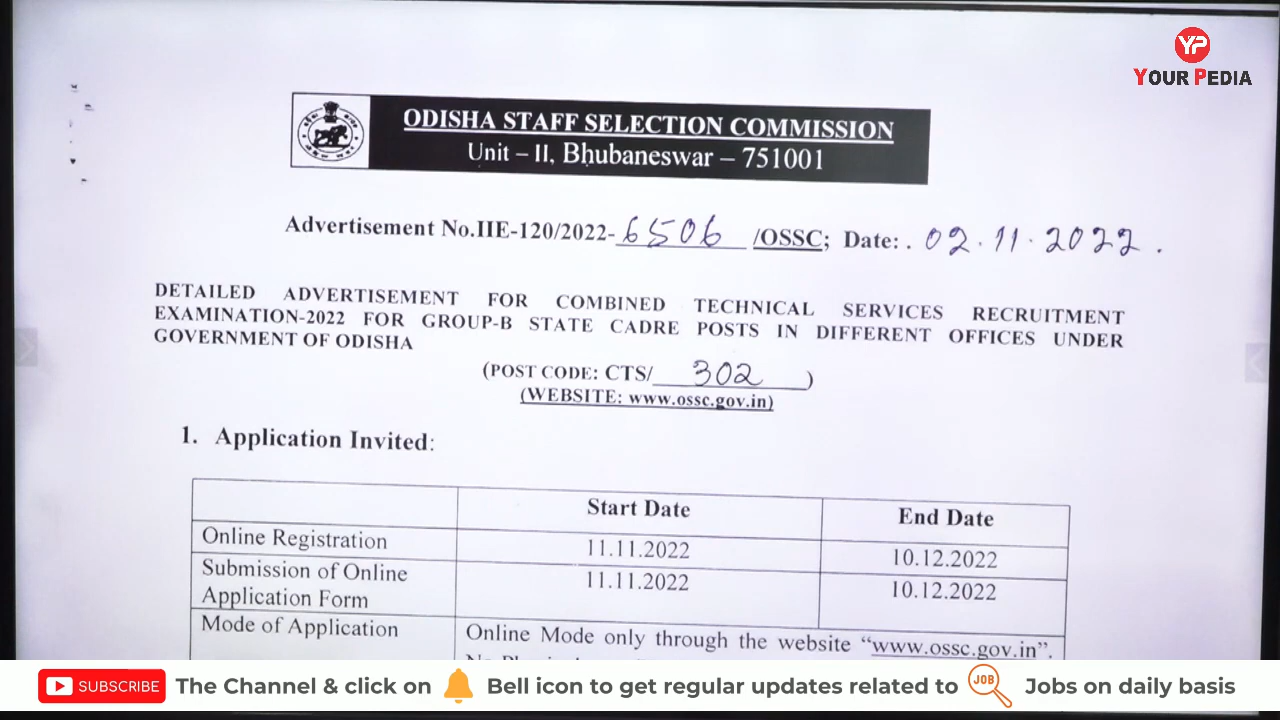 YP
YOUR PEDIA
ODISHA STAFF SELECTION COMMISSION
Unit – II, Bhubaneswar – 751001
Advertisement No.IIE-120/2022-6506 /OSSC; Date: . 02.11.2022.
DETAILED ADVERTISEMENT FOR COMBINED TECHNICAL SERVICES RECRUITMENT
EXAMINATION-2022 FOR GROUP-B STATE CADRE POSTS IN DIFFERENT OFFICES UNDER
GOVERNMENT OF ODISHA
(POST CODE: CTS/ 302 )
(WEBSITE: www.ossc.gov.in)
1. Application Invited:
Start Date End Date
Online Registration 11.11.2022 10.12.2022
Submission of Online 11.11.2022 10.12.2022
Application Form
Mode of Application Online Mode only through the website “www.ossc.gov.in”.
SUBSCRIBE The Channel & click on Bell icon to get regular updates related to JOB Jobs on daily basis